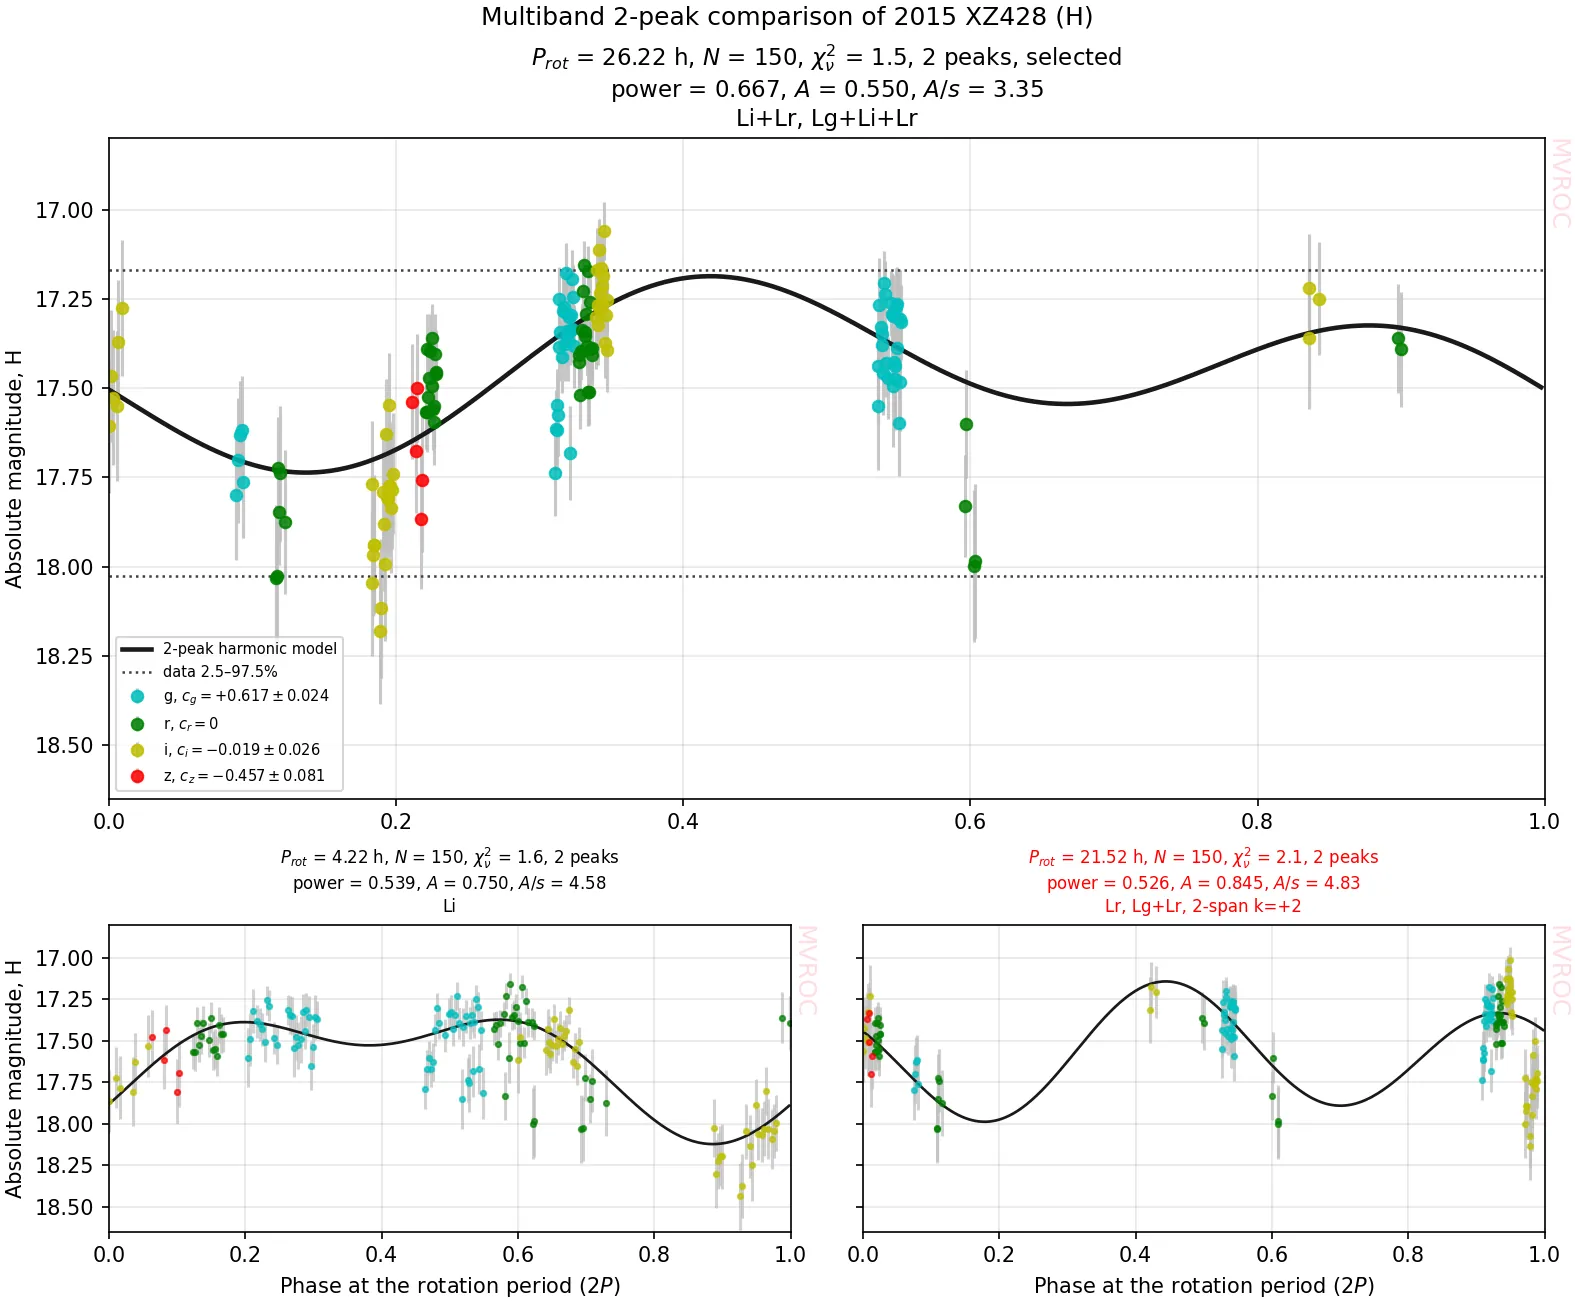 Multiband 2-peak comparison of 2015 XZ428 (H)
P_rot = 26.22 h, N = 150, χ²_ν = 1.5, 2 peaks, selected
power = 0.667, A = 0.550, A/s = 3.35
Li+Lr, Lg+Li+Lr
Absolute magnitude, H
17.00
17.25
17.50
17.75
18.00
18.25
18.50
2-peak harmonic model
data 2.5–97.5%
g, c_g = +0.617 ± 0.024
r, c_r = 0
i, c_i = −0.019 ± 0.026
z, c_z = −0.457 ± 0.081
0.0 0.2 0.4 0.6 0.8 1.0
MVROC
P_rot = 4.22 h, N = 150, χ²_ν = 1.6, 2 peaks
power = 0.539, A = 0.750, A/s = 4.58
Li
Absolute magnitude, H
17.00
17.25
17.50
17.75
18.00
18.25
18.50
0.0 0.2 0.4 0.6 0.8 1.0
Phase at the rotation period (2P)
MVROC
P_rot = 21.52 h, N = 150, χ²_ν = 2.1, 2 peaks
power = 0.526, A = 0.845, A/s = 4.83
Lr, Lg+Lr, 2-span k=+2
0.0 0.2 0.4 0.6 0.8 1.0
Phase at the rotation period (2P)
MVROC